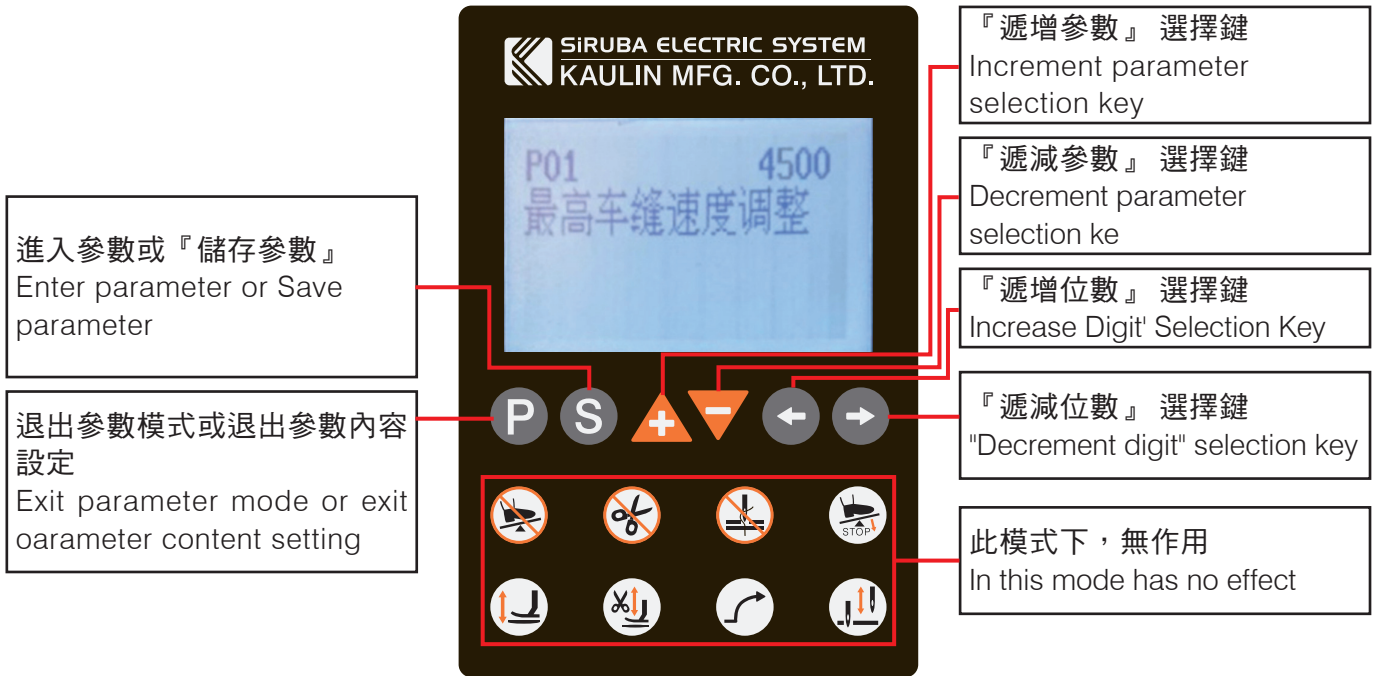 SiRUBA ELECTRIC SYSTEM
KAULIN MFG. CO., LTD.
P01 4500
最高车缝速度调整
進入參數或『儲存參數』
Enter parameter or Save
parameter
退出參數模式或退出參數內容
設定
Exit parameter mode or exit
oarameter content setting
P S + −
STOP
『遞增參數』 選擇鍵
Increment parameter
selection key
『遞減參數』 選擇鍵
Decrement parameter
selection ke
『遞增位數』 選擇鍵
Increase Digit' Selection Key
『遞減位數』 選擇鍵
"Decrement digit" selection key
此模式下，無作用
In this mode has no effect